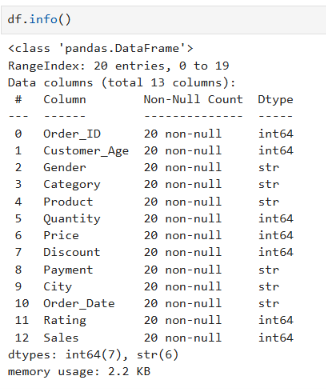 df.info()
<class 'pandas.DataFrame'>
RangeIndex: 20 entries, 0 to 19
Data columns (total 13 columns):
 #   Column        Non-Null Count  Dtype
---  ------        --------------  -----
 0   Order_ID      20 non-null     int64
 1   Customer_Age  20 non-null     int64
 2   Gender        20 non-null     str
 3   Category      20 non-null     str
 4   Product       20 non-null     str
 5   Quantity      20 non-null     int64
 6   Price         20 non-null     int64
 7   Discount      20 non-null     int64
 8   Payment       20 non-null     str
 9   City          20 non-null     str
 10  Order_Date    20 non-null     str
 11  Rating        20 non-null     int64
 12  Sales         20 non-null     int64
dtypes: int64(7), str(6)
memory usage: 2.2 KB